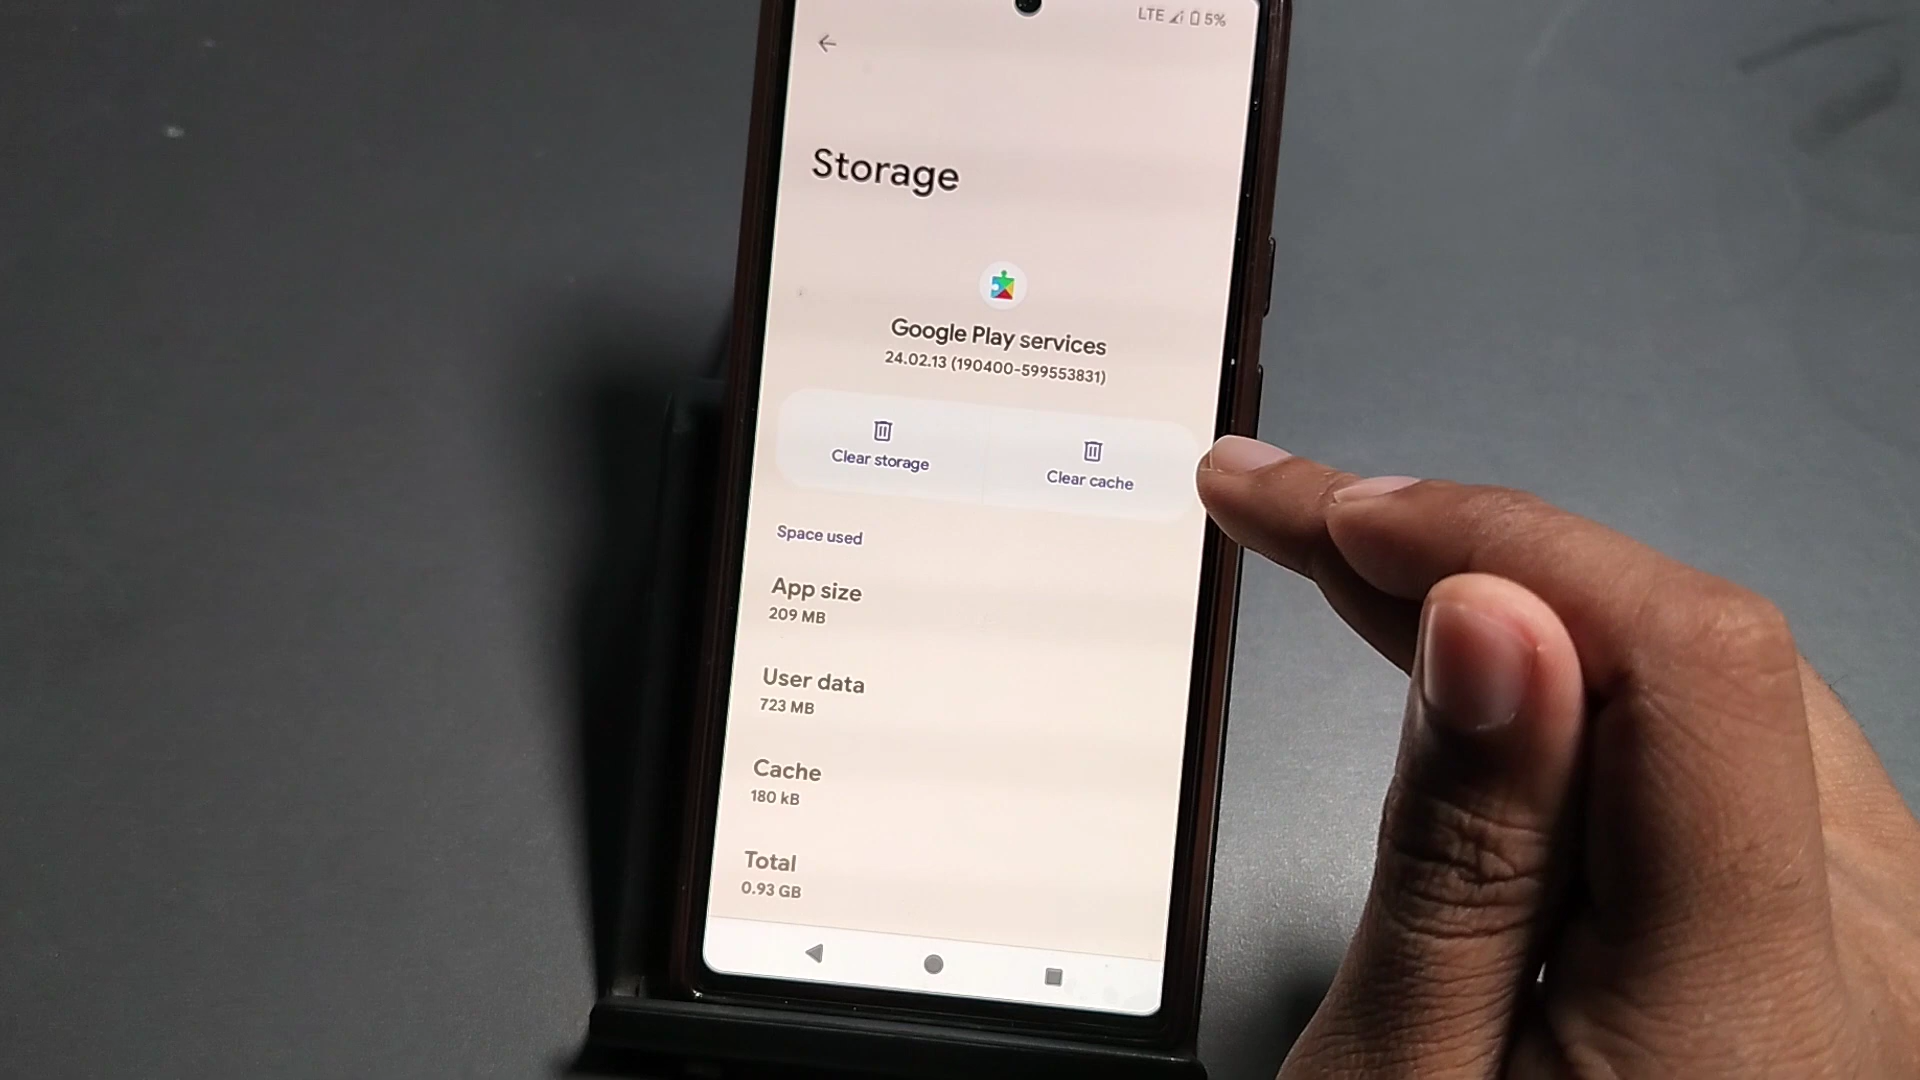 LTE 5%
Storage
Google Play services
24.02.13 (190400-599553831)
Clear storage
Clear cache
Space used
App size
209 MB
User data
723 MB
Cache
180 kB
Total
0.93 GB